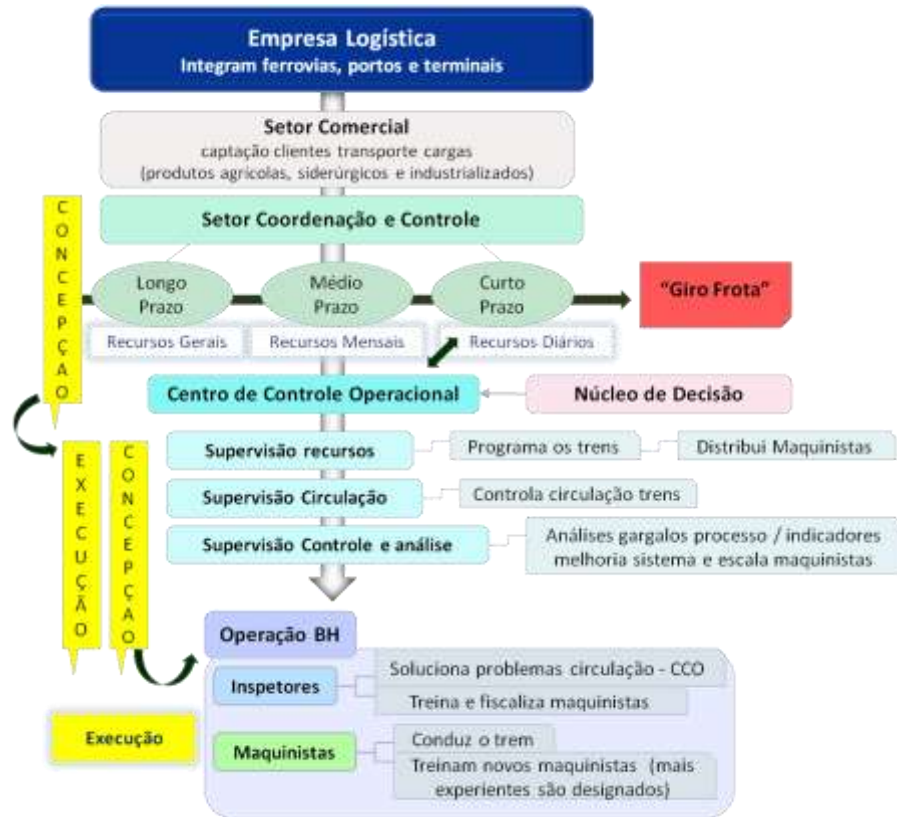 Empresa Logística
Integram ferrovias, portos e terminais
Setor Comercial
captação clientes transporte cargas
(produtos agrícolas, siderúrgicos e industrializados)
CONCEPÇAO
Setor Coordenação e Controle
Longo
Prazo
Médio
Prazo
Curto
Prazo
"Giro Frota"
Recursos Gerais
Recursos Mensais
Recursos Diários
Centro de Controle Operacional
Núcleo de Decisão
EXECUÇÃO
CONCEPÇAO
Supervisão recursos
Programa os trens
Distribui Maquinistas
Supervisão Circulação
Controla circulação trens
Supervisão Controle e análise
Análises gargalos processo / indicadores
melhoria sistema e escala maquinistas
Operação BH
Inspetores
Soluciona problemas circulação - CCO
Treina e fiscaliza maquinistas
Execução
Maquinistas
Conduz o trem
Treinam novos maquinistas (mais
experientes são designados)